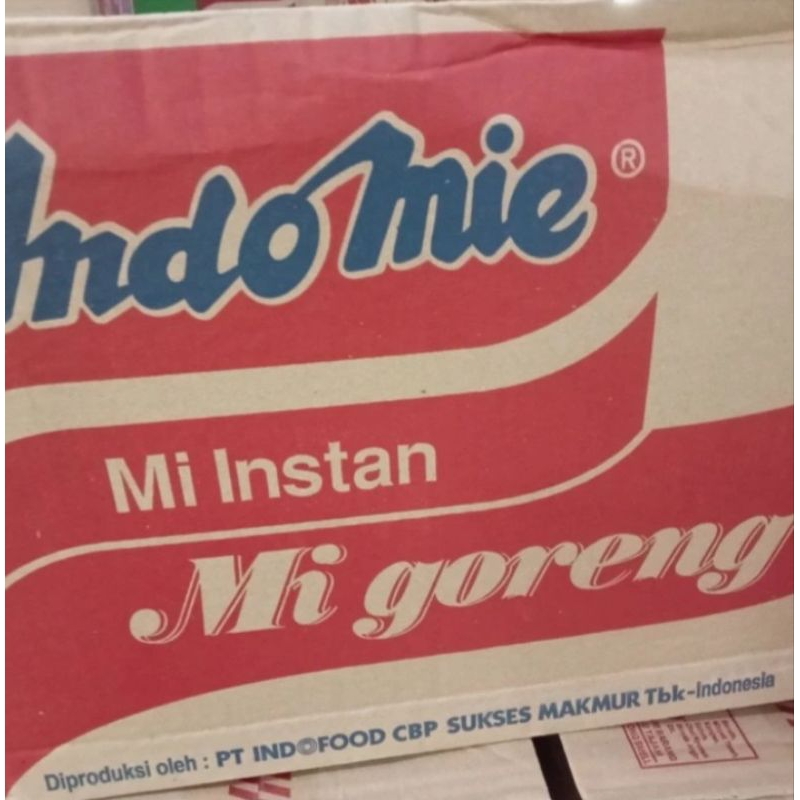 Indomie®
Mi Instan
Mi goreng
Diproduksi oleh : PT INDOFOOD CBP SUKSES MAKMUR Tbk-Indonesia